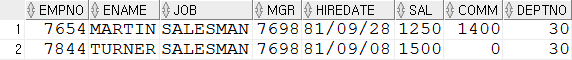 EMPNO ENAME JOB MGR HIREDATE SAL COMM DEPTNO
1 7654 MARTIN SALESMAN 7698 81/09/28 1250 1400 30
2 7844 TURNER SALESMAN 7698 81/09/08 1500 0 30